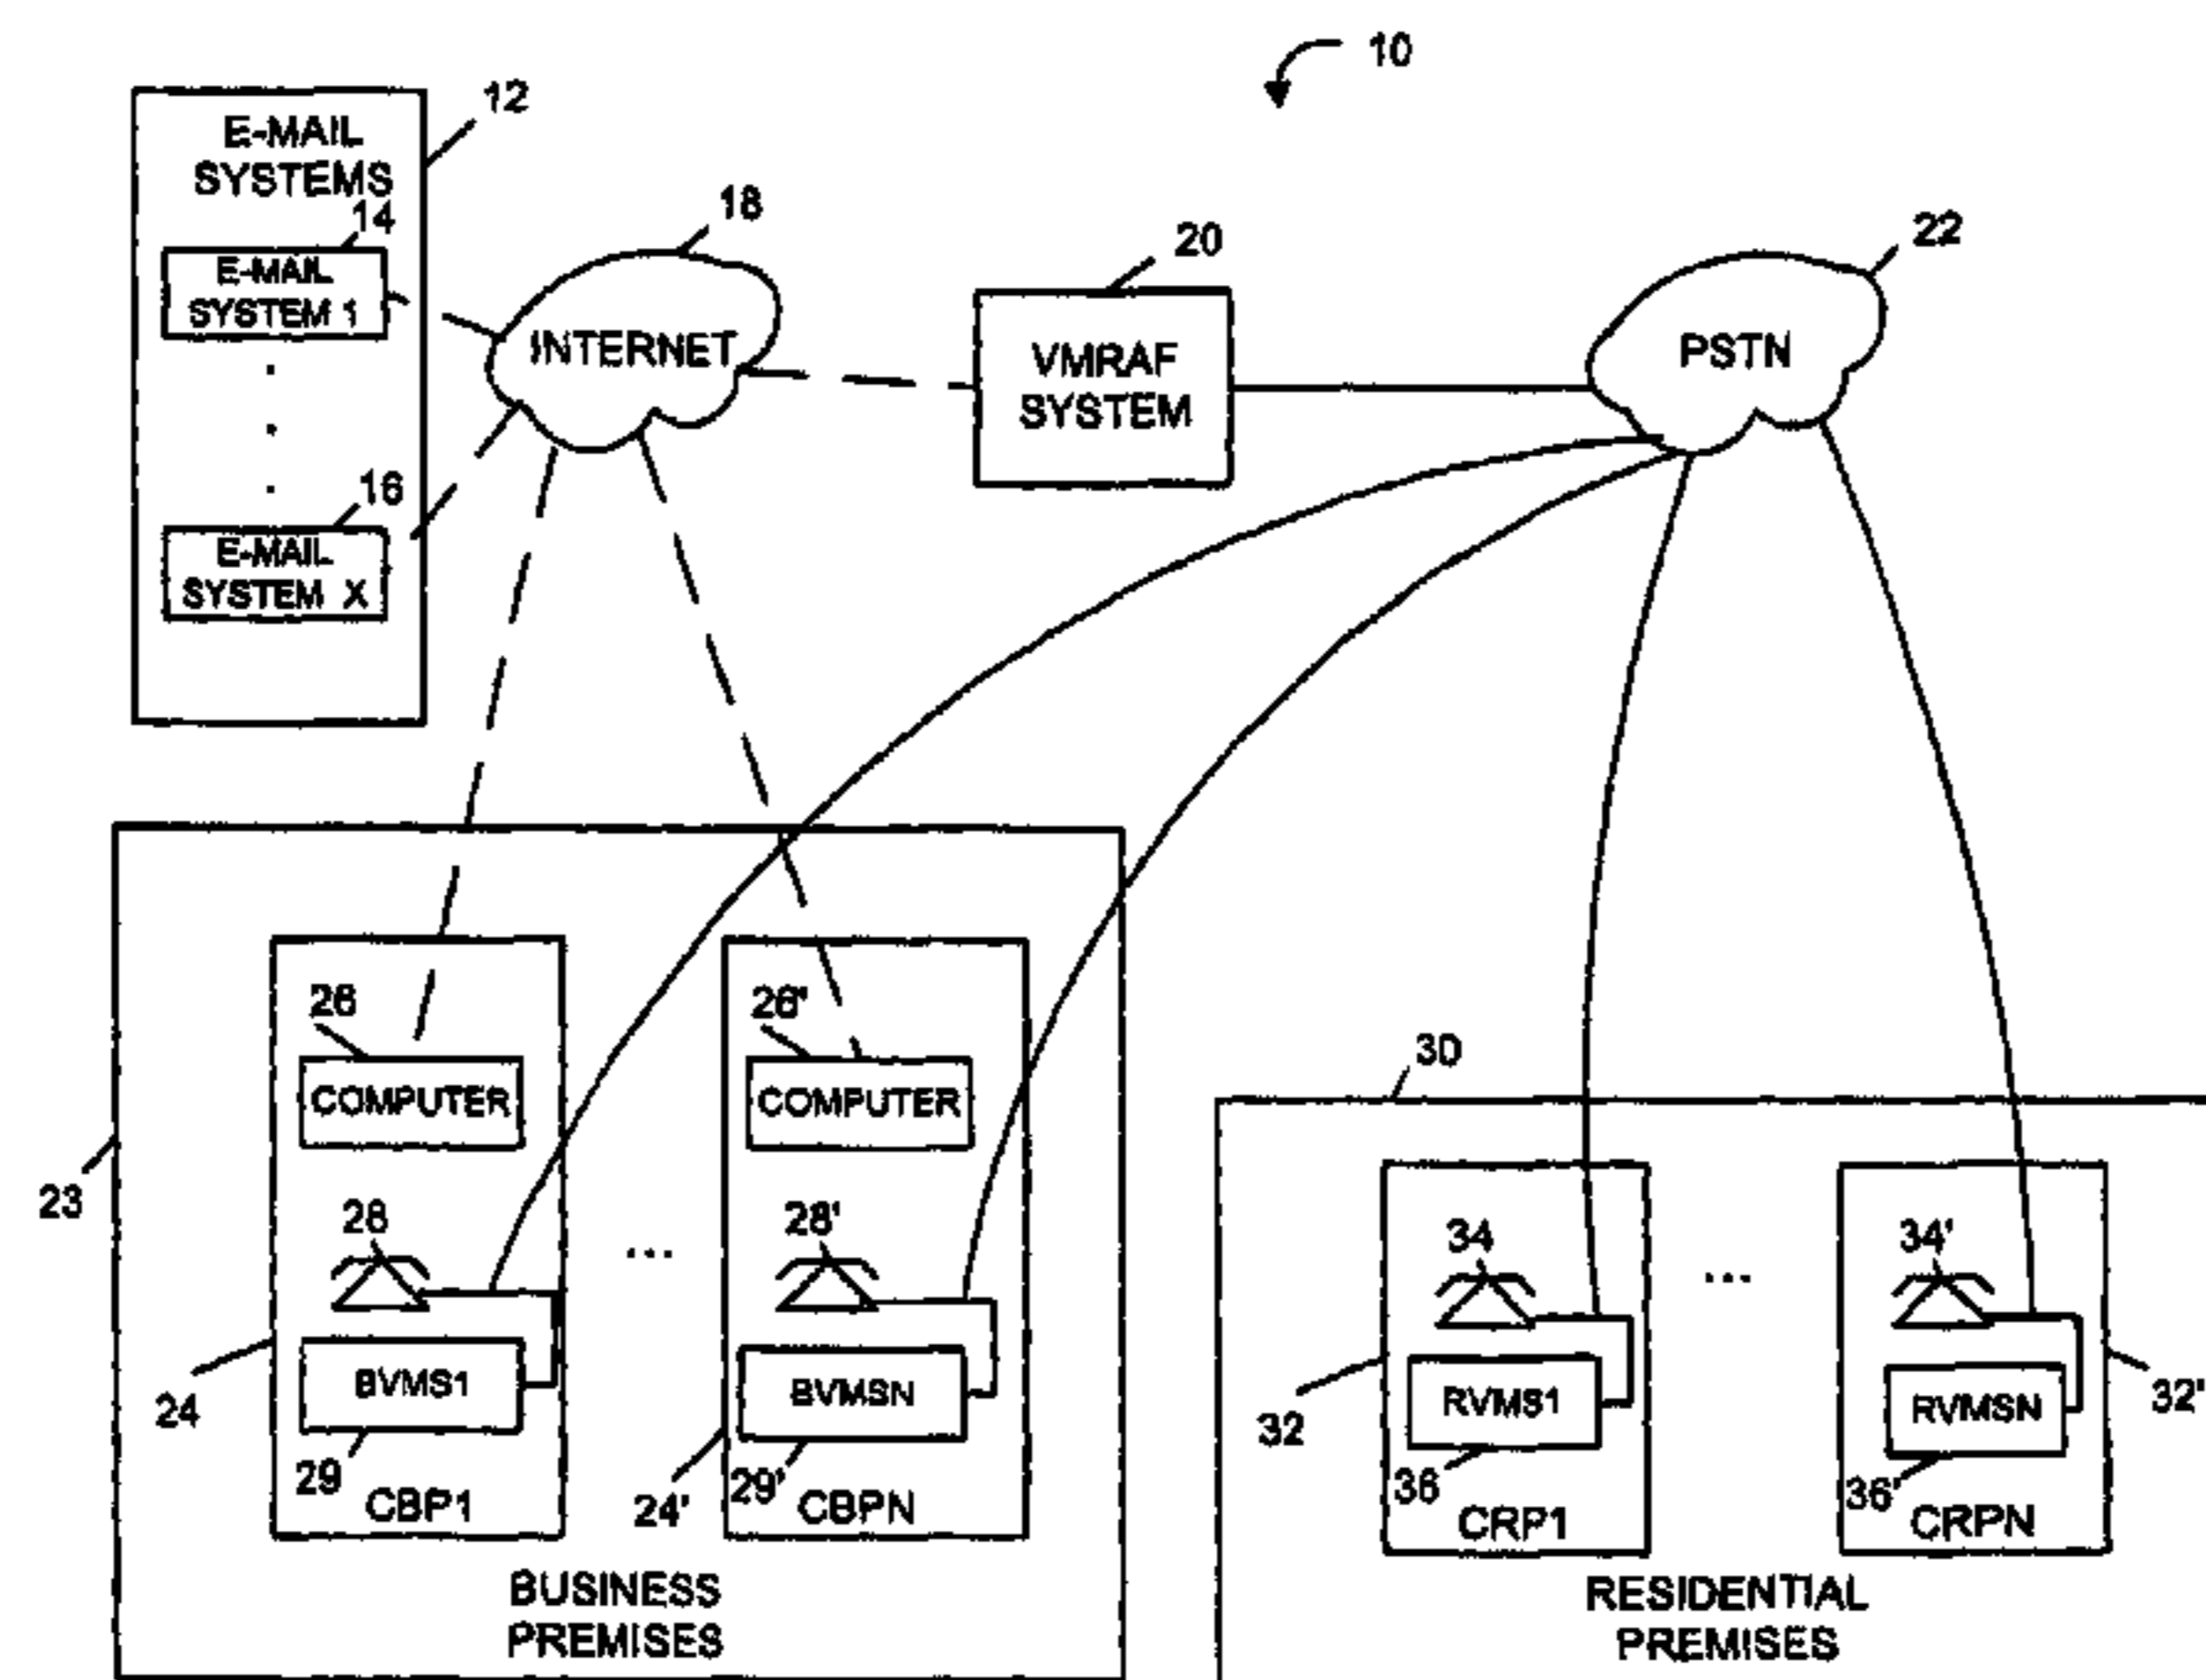 10
12
E-MAIL
SYSTEMS
14
E-MAIL
SYSTEM 1
16
E-MAIL
SYSTEM X
18
INTERNET
20
VMRAF
SYSTEM
22
PSTN
23
24
26
COMPUTER
28
BVMS1
29
CBP1
...
24'
26'
COMPUTER
28'
BVMSN
29'
CBPN
BUSINESS
PREMISES
30
32
34
RVMS1
36
CRP1
...
32'
34'
RVMSN
36'
CRPN
RESIDENTIAL
PREMISES